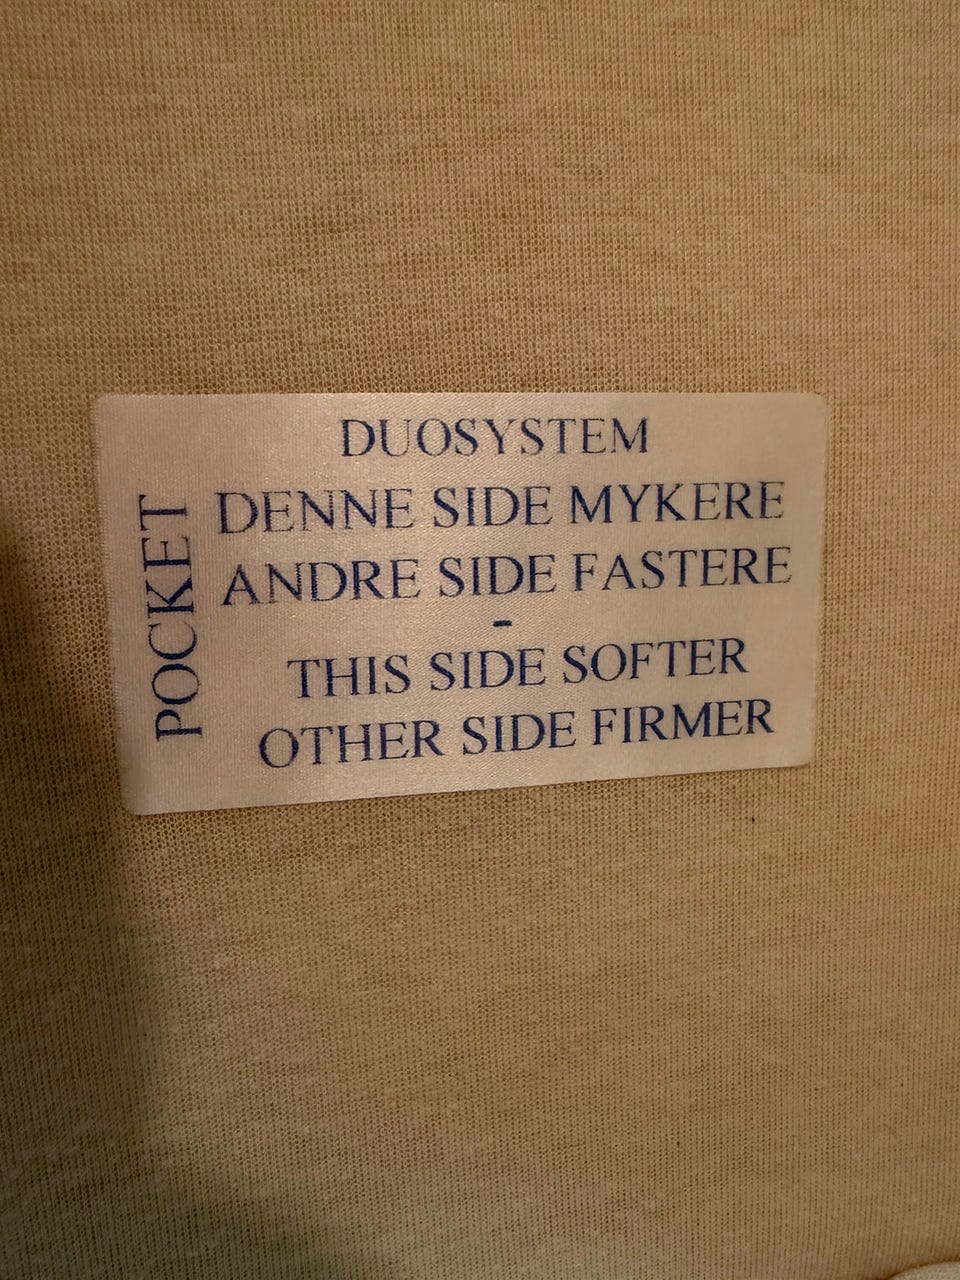 POCKET
DUOSYSTEM
DENNE SIDE MYKERE
ANDRE SIDE FASTERE
-
THIS SIDE SOFTER
OTHER SIDE FIRMER